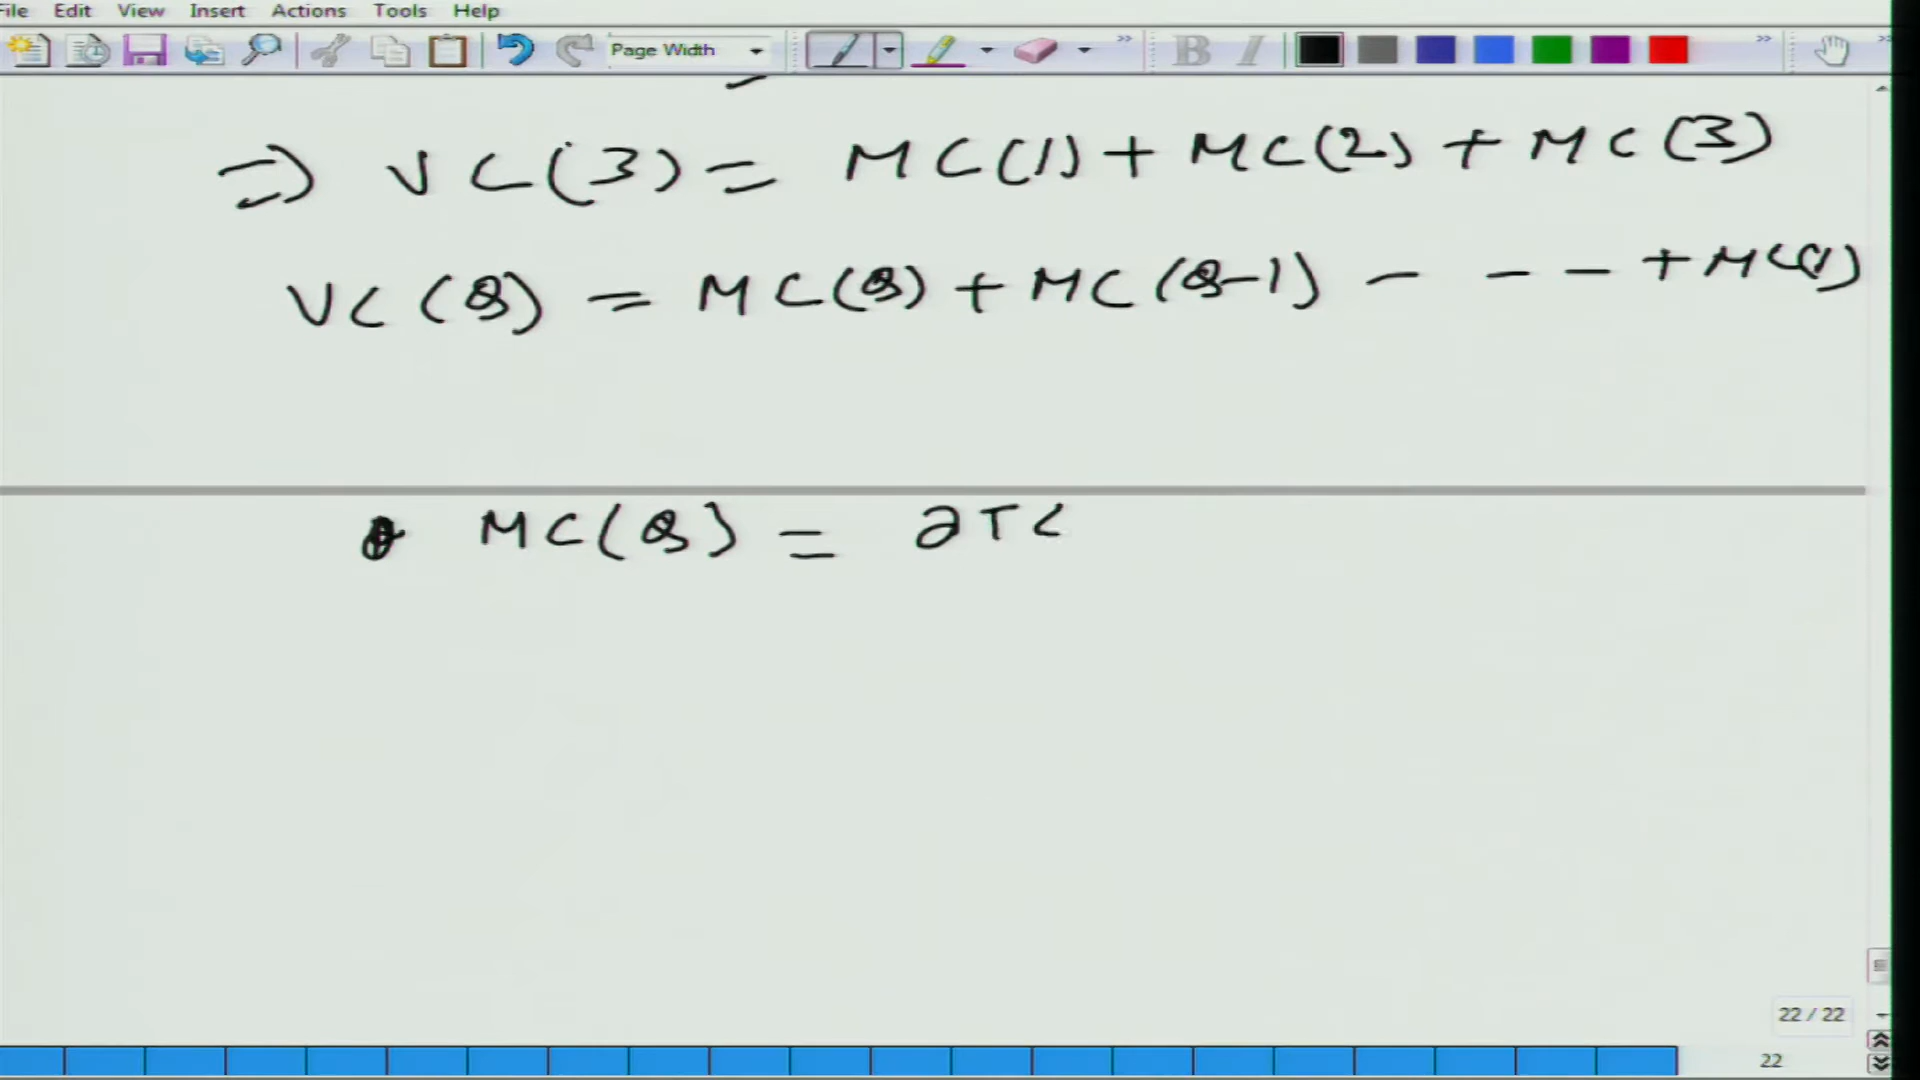 File Edit View Insert Actions Tools Help
Page Width B I
=> VC(3) = MC(1) + MC(2) + MC(3)
VC(Q) = MC(Q) + MC(Q-1) - - - + MC(1)
MC(Q) = ∂TC
22 / 22
22